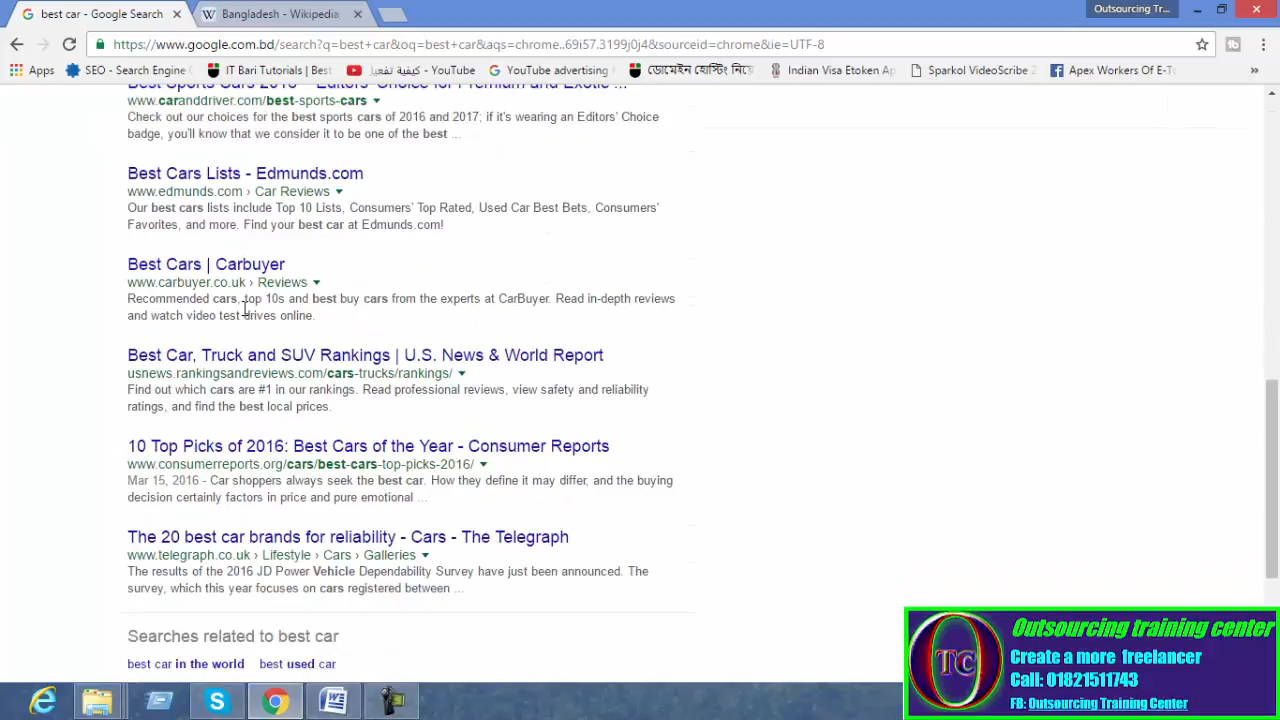 best car - Google Search
Bangladesh - Wikipedia,
Outsourcing Tr...
https://www.google.com.bd/search?q=best+car&oq=best+car&aqs=chrome..69i57.3199j0j4&sourceid=chrome&ie=UTF-8
Apps
SEO - Search Engine
IT Bari Tutorials | Best
كيفية تفعيل - YouTube
YouTube advertising
ডোমেইন হোস্টিং নিয়ে
Indian Visa Etoken Ap
Sparkol VideoScribe 2
Apex Workers Of E-To
»
Best Sports Cars 2016 - Editors' Choice for Premium and Exotic ...
www.caranddriver.com/best-sports-cars
Check out our choices for the best sports cars of 2016 and 2017; if it's wearing an Editors' Choice
badge, you'll know that we consider it to be one of the best ...
Best Cars Lists - Edmunds.com
www.edmunds.com › Car Reviews
Our best cars lists include Top 10 Lists, Consumers' Top Rated, Used Car Best Bets, Consumers'
Favorites, and more. Find your best car at Edmunds.com!
Best Cars | Carbuyer
www.carbuyer.co.uk › Reviews
Recommended cars, top 10s and best buy cars from the experts at CarBuyer. Read in-depth reviews
and watch video test drives online.
Best Car, Truck and SUV Rankings | U.S. News & World Report
usnews.rankingsandreviews.com/cars-trucks/rankings/
Find out which cars are #1 in our rankings. Read professional reviews, view safety and reliability
ratings, and find the best local prices.
10 Top Picks of 2016: Best Cars of the Year - Consumer Reports
www.consumerreports.org/cars/best-cars-top-picks-2016/
Mar 15, 2016 - Car shoppers always seek the best car. How they define it may differ, and the buying
decision certainly factors in price and pure emotional ...
The 20 best car brands for reliability - Cars - The Telegraph
www.telegraph.co.uk › Lifestyle › Cars › Galleries
The results of the 2016 JD Power Vehicle Dependability Survey have just been announced. The
survey, which this year focuses on cars registered between ...
Searches related to best car
best car in the world
best used car
OTC
Outsourcing training center
Create a more freelancer
Call: 01821511743
FB: Outsourcing Training Center